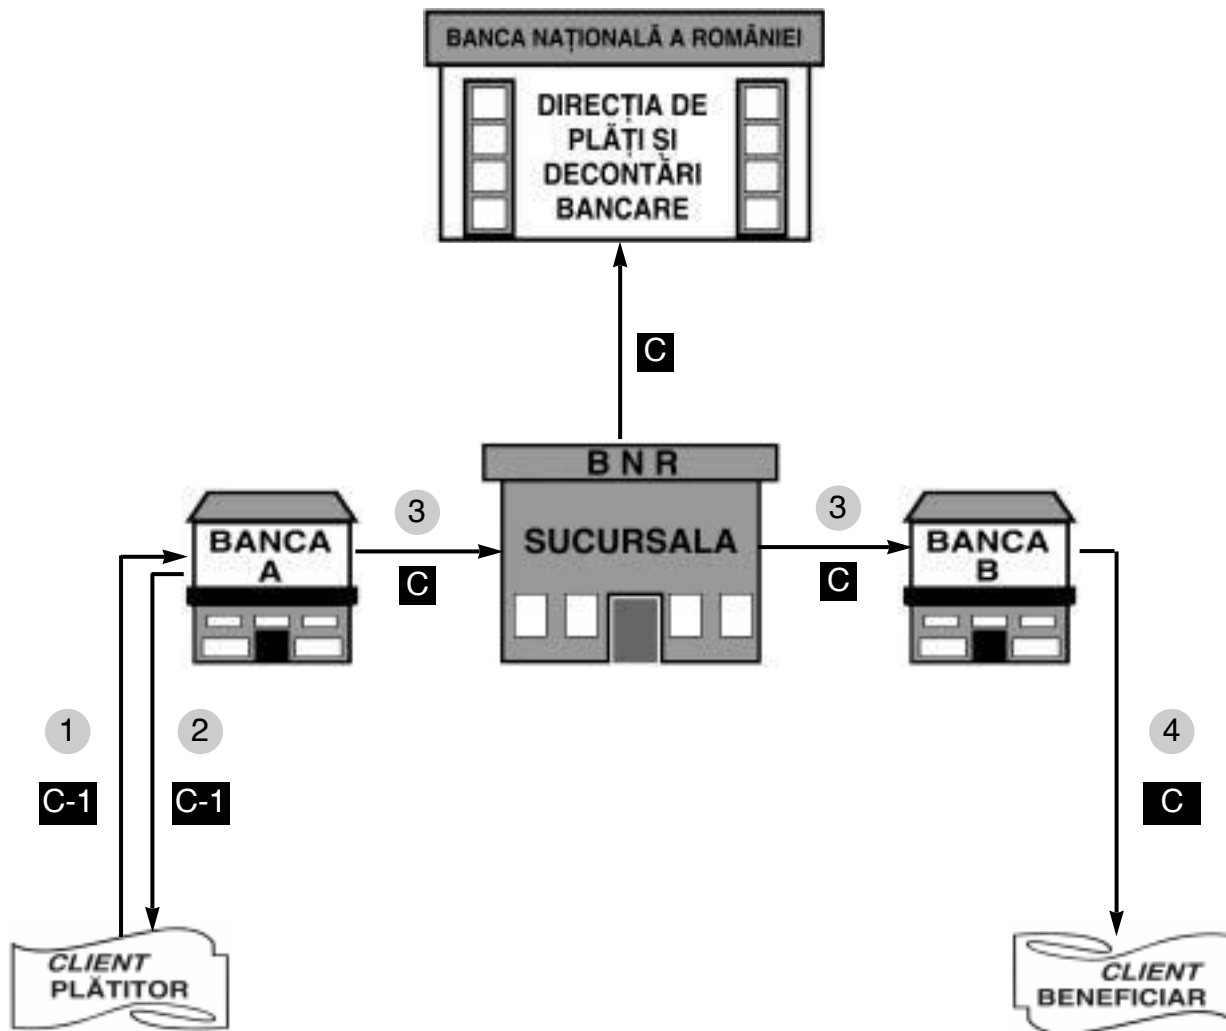 BANCA NAȚIONALĂ A ROMÂNIEI
DIRECȚIA DE
PLĂȚI ȘI
DECONTĂRI
BANCARE
C
B N R
SUCURSALA
3
C
3
C
BANCA
A
BANCA
B
1
C-1
2
C-1
4
C
CLIENT
PLĂTITOR
CLIENT
BENEFICIAR